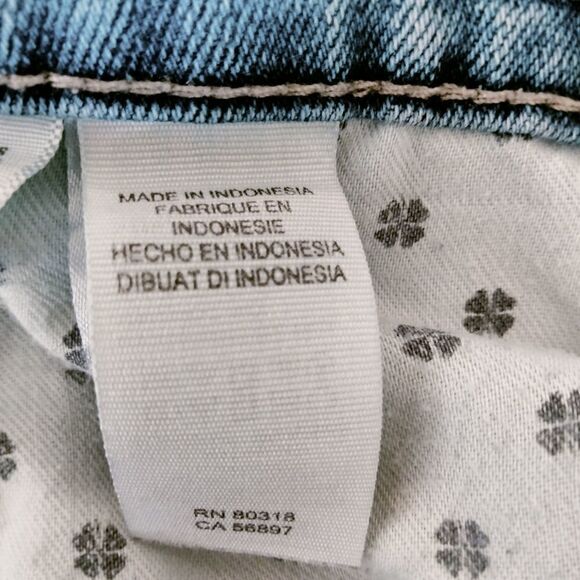 MADE IN INDONESIA
FABRIQUE EN
INDONESIE
HECHO EN INDONESIA
DIBUAT DI INDONESIA
RN 80318
CA 56897